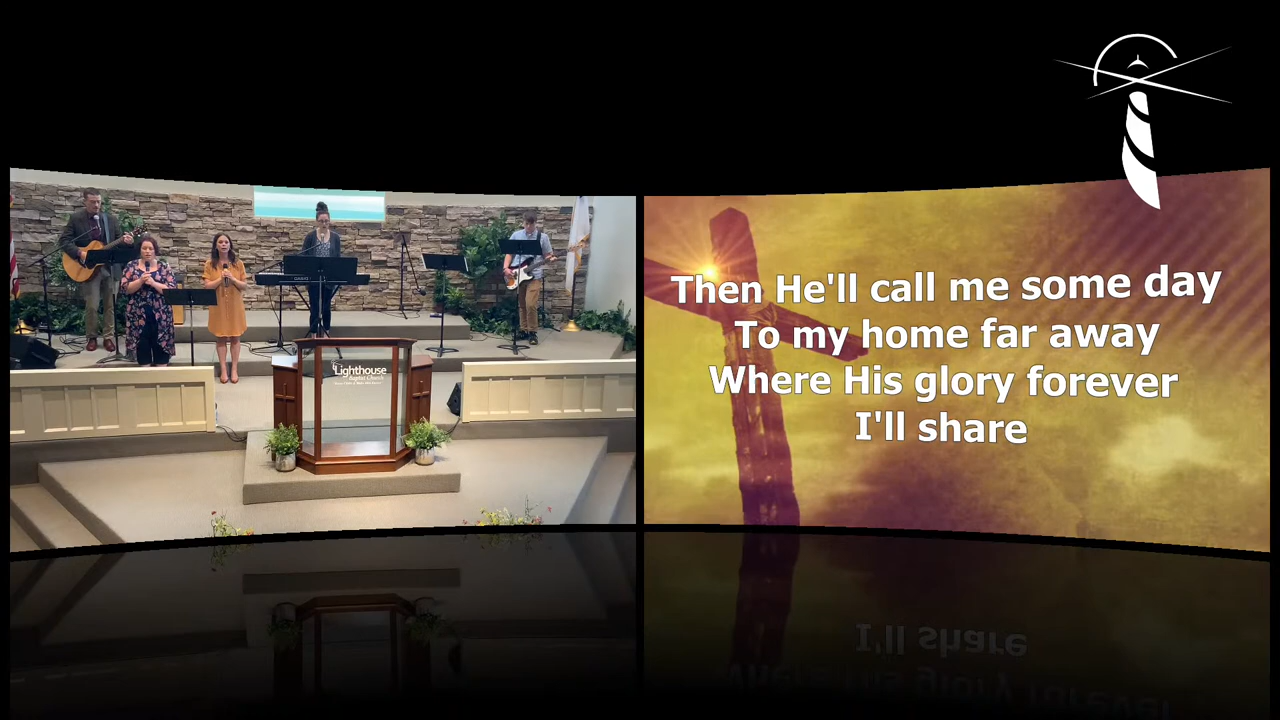 Lighthouse
Baptist Church
Then He'll call me some day
To my home far away
Where His glory forever
I'll share